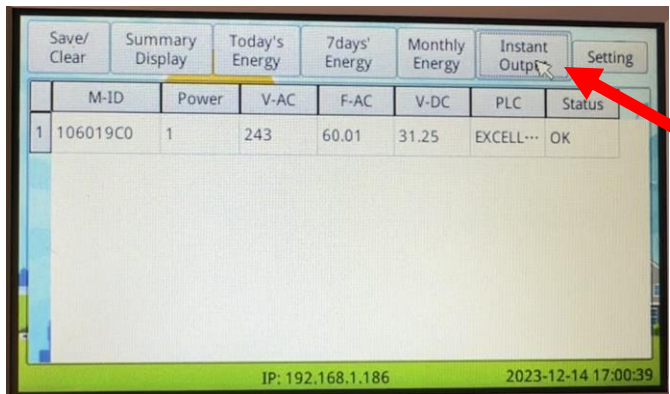 Save/
Clear
Summary
Display
Today's
Energy
7days'
Energy
Monthly
Energy
Instant
Output
Setting
M-ID Power V-AC F-AC V-DC PLC Status
1 106019C0 1 243 60.01 31.25 EXCELL··· OK
IP: 192.168.1.186 2023-12-14 17:00:39